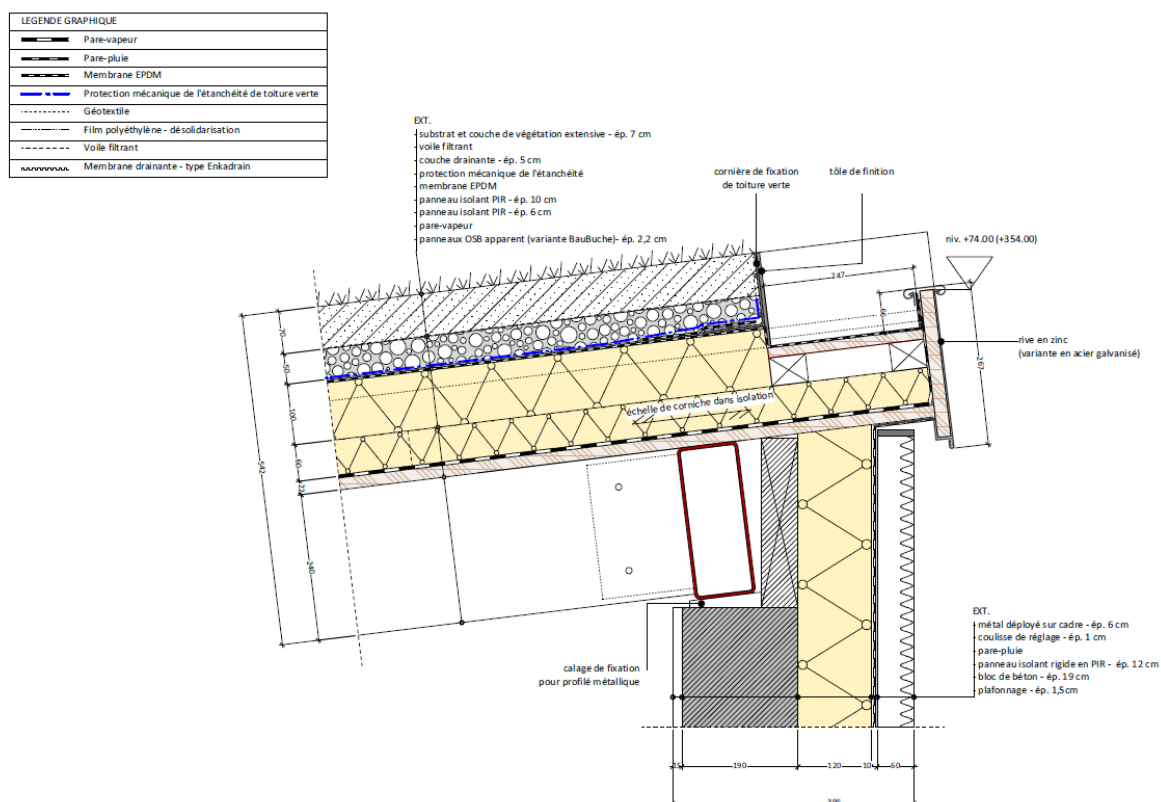 LEGENDE GRAPHIQUE
Pare-vapeur
Pare-pluie
Membrane EPDM
Protection mécanique de l'étanchéité de toiture verte
Géotextile
Film polyéthylène - désolidarisation
Voile filtrant
Membrane drainante - type Enkadrain
EXT.
substrat et couche de végétation extensive - ép. 7 cm
voile filtrant
couche drainante - ép. 5 cm
protection mécanique de l'étanchéité
membrane EPDM
panneau isolant PIR - ép. 10 cm
panneau isolant PIR - ép. 6 cm
pare-vapeur
panneaux OSB apparent (variante BauBuche)- ép. 2,2 cm
cornière de fixation
de toiture verte
tôle de finition
niv. +74.00 (+354.00)
247
66
267
rive en zinc
(variante en acier galvanisé)
70
50
100
60
22
542
240
échelle de corniche dans isolation
calage de fixation
pour profilé métallique
EXT.
métal déployé sur cadre - ép. 6 cm
coulisse de réglage - ép. 1 cm
pare-pluie
panneau isolant rigide en PIR - ép. 12 cm
bloc de béton - ép. 19 cm
plafonnage - ép. 1,5cm
15
190
120
10
60
395